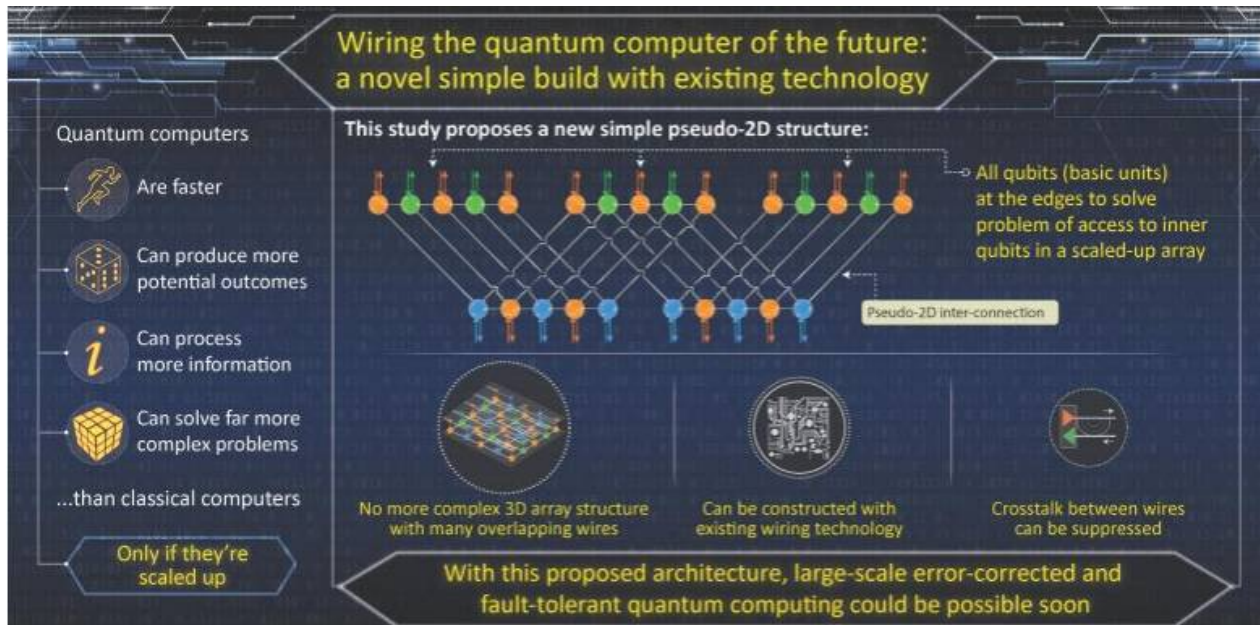 Wiring the quantum computer of the future:
a novel simple build with existing technology
Quantum computers
Are faster
Can produce more
potential outcomes
i
Can process
more information
Can solve far more
complex problems
...than classical computers
Only if they're
scaled up
This study proposes a new simple pseudo-2D structure:
All qubits (basic units)
at the edges to solve
problem of access to inner
qubits in a scaled-up array
Pseudo-2D inter-connection
No more complex 3D array structure
with many overlapping wires
Can be constructed with
existing wiring technology
Crosstalk between wires
can be suppressed
With this proposed architecture, large-scale error-corrected and
fault-tolerant quantum computing could be possible soon